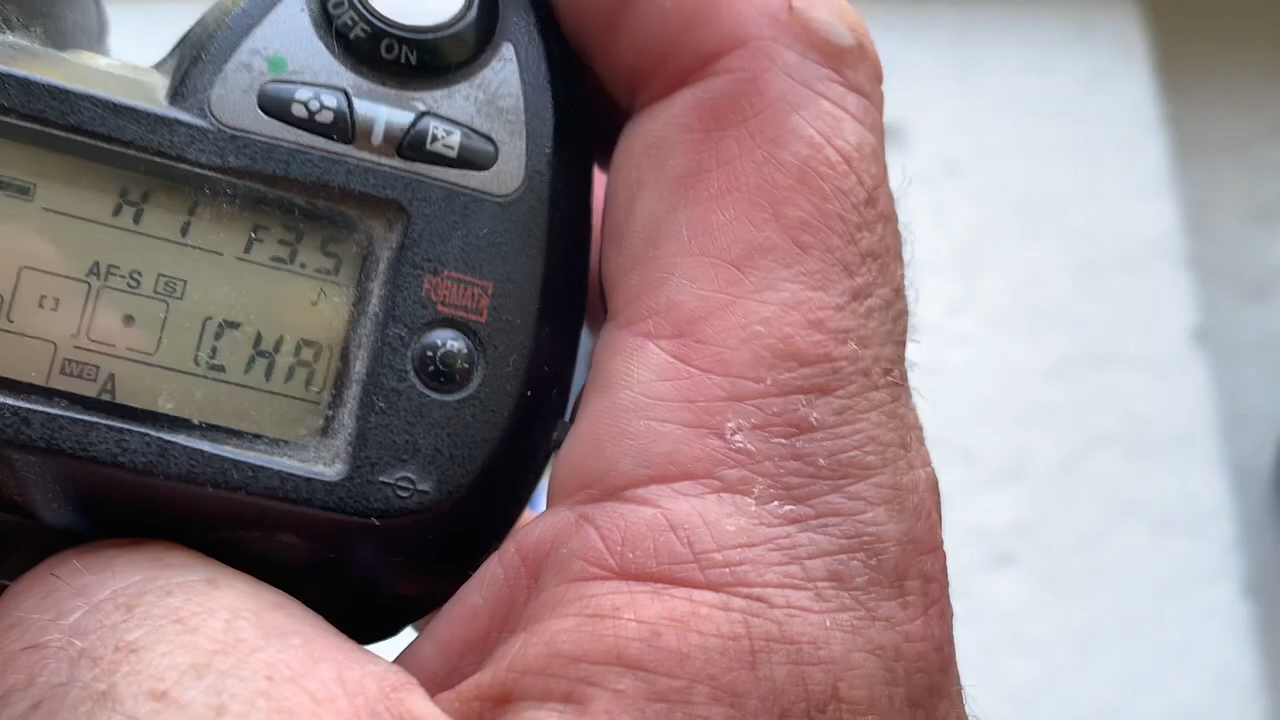 OFF ON
H1 F3.5
AF-S S
[CHA]
WB A
FORMAT